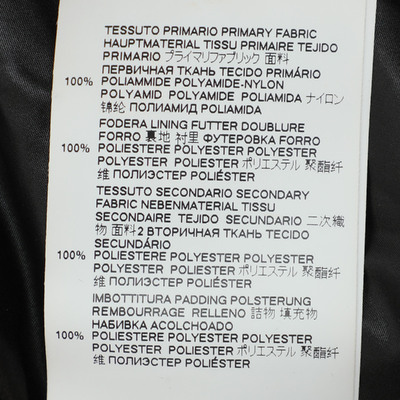 TESSUTO PRIMARIO PRIMARY FABRIC
HAUPTMATERIAL TISSU PRIMAIRE TEJIDO
PRIMARIO プライマリファブリック 面料
ПЕРВИЧНАЯ ТКАНЬ TECIDO PRIMÁRIO
100% POLIAMMIDE POLYAMIDE-NYLON
POLYAMID POLYAMIDE POLIAMIDA ナイロン
锦纶 ПОЛИАМИД POLIAMIDA
FODERA LINING FUTTER DOUBLURE
FORRO 裏地 衬里 ФУТЕРОВКА FORRO
100% POLIESTERE POLYESTER POLYESTER
POLYESTER POLIESTER ポリエステル 聚酯纤
维 ПОЛИЭСТЕР POLIÉSTER
TESSUTO SECONDARIO SECONDARY
FABRIC NEBENMATERIAL TISSU
SECONDAIRE TEJIDO SECUNDARIO 二次織
物 面料2 ВТОРИЧНАЯ ТКАНЬ TECIDO
SECUNDÁRIO
100% POLIESTERE POLYESTER POLYESTER
POLYESTER POLIESTER ポリエステル 聚酯纤
维 ПОЛИЭСТЕР POLIÉSTER
IMBOTTITURA PADDING POLSTERUNG
REMBOURRAGE RELLENO 詰物 填充物
НАБИВКА ACOLCHOADO
100% POLIESTERE POLYESTER POLYESTER
POLYESTER POLIESTER ポリエステル 聚酯纤
维 ПОЛИЭСТЕР POLIÉSTER